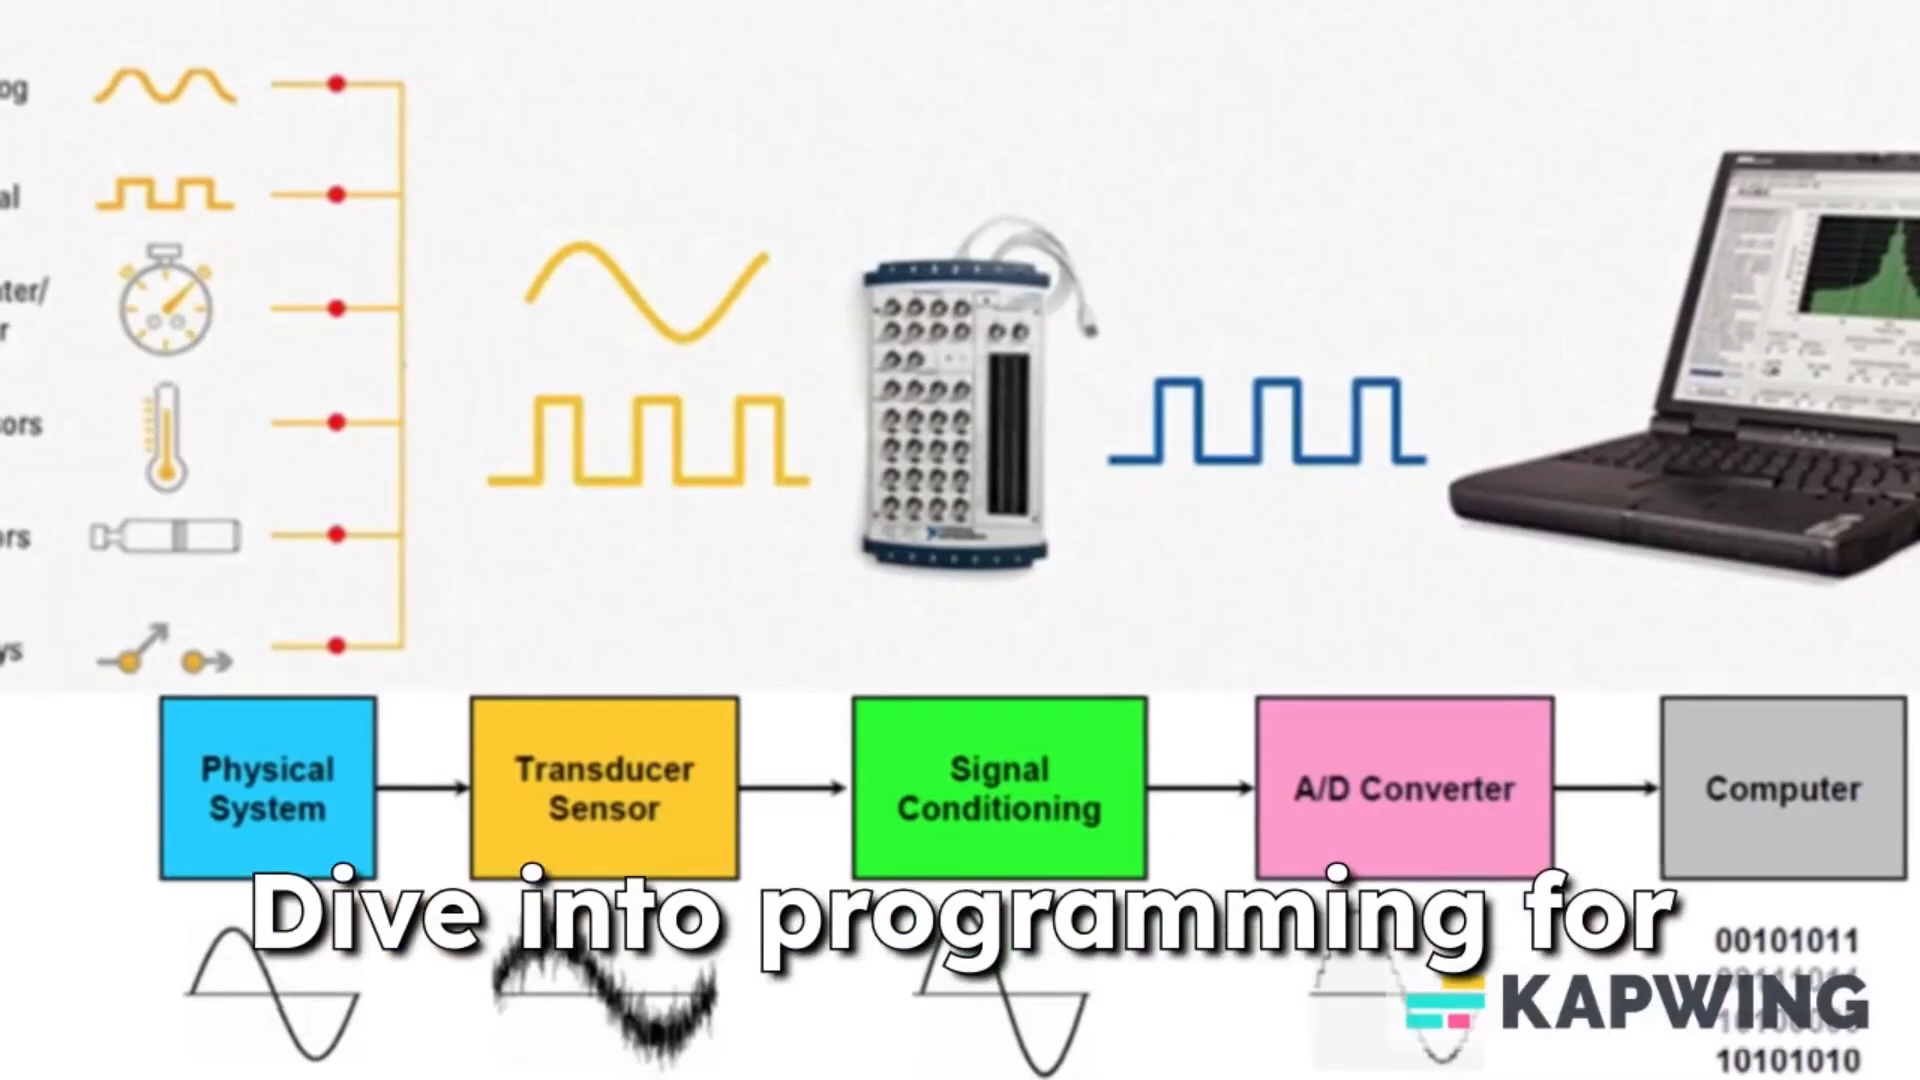 og
al
ter/
r
ors
ors
ys
Physical
System
Transducer
Sensor
Signal
Conditioning
A/D Converter
Computer
Dive into programming for
00101011
KAPWING
10101010